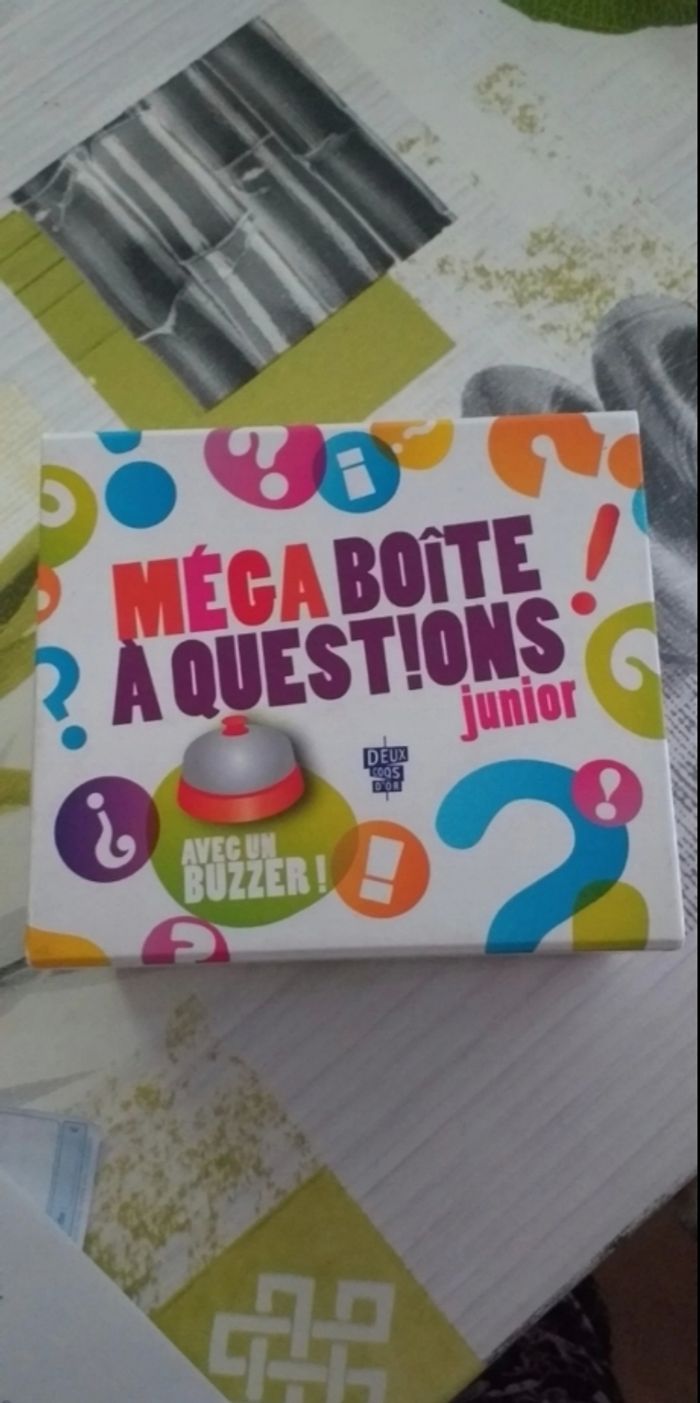 MÉGA BOÎTE
À QUEST!ONS
junior
DEUX
COQS
D'OR
AVEC UN
BUZZER !